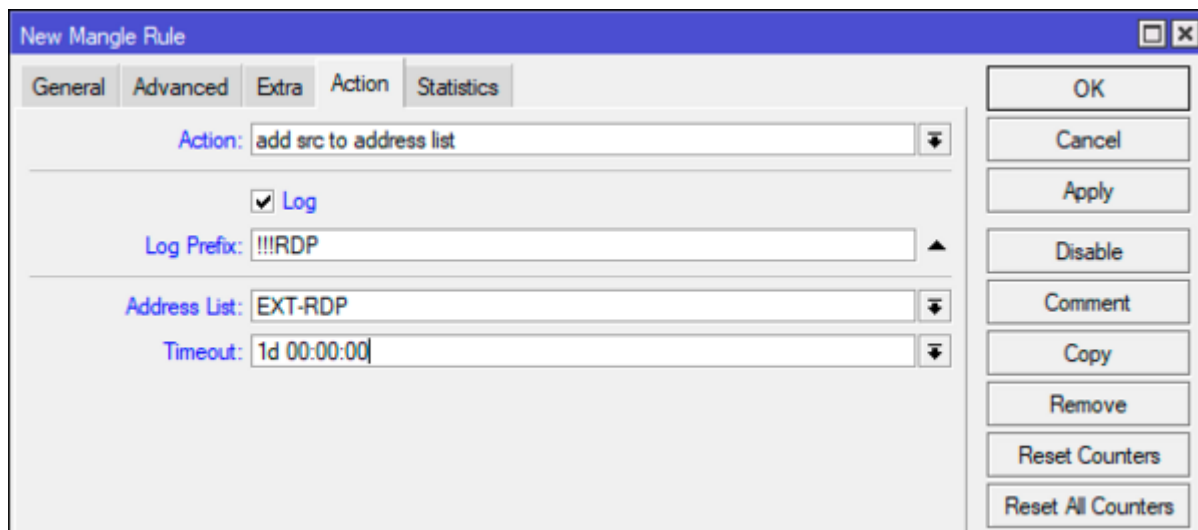 New Mangle Rule
General Advanced Extra Action Statistics
OK
Action: add src to address list
Cancel
Log
Apply
Log Prefix: !!!RDP
Disable
Address List: EXT-RDP
Comment
Timeout: 1d 00:00:00
Copy
Remove
Reset Counters
Reset All Counters